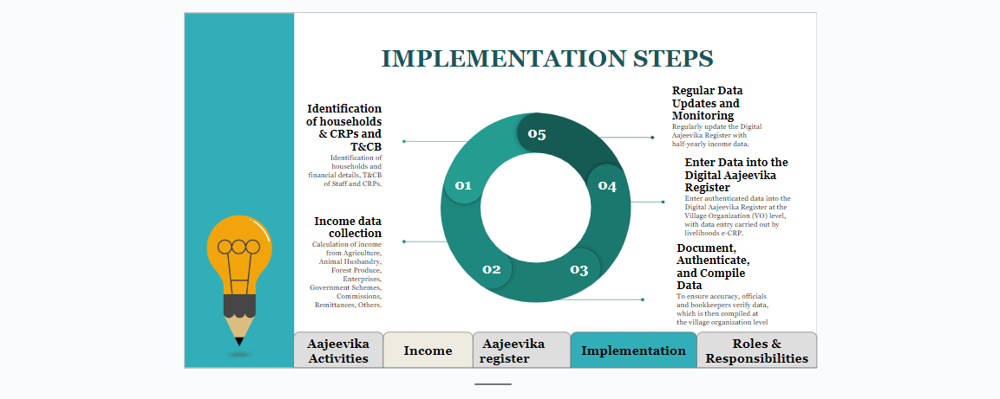 IMPLEMENTATION STEPS
Identification
of households
& CRPs and
T&CB
Identification of
households and
financial details, T&CB
of Staff and CRPs.
Income data
collection
Calculation of income
from Agriculture,
Animal Husbandry,
Forest Produce,
Enterprises,
Government Schemes,
Commissions,
Remittances, Others.
05
01
04
02
03
Regular Data
Updates and
Monitoring
Regularly update the Digital
Aajeevika Register with
half-yearly income data.
Enter Data into the
Digital Aajeevika
Register
Enter authenticated data into the
Digital Aajeevika Register at the
Village Organization (VO) level,
with data entry carried out by
livelihoods e-CRP.
Document,
Authenticate,
and Compile
Data
To ensure accuracy, officials
and bookkeepers verify data,
which is then compiled at
the village organization level
Aajeevika
Activities
Income
Aajeevika
register
Implementation
Roles &
Responsibilities